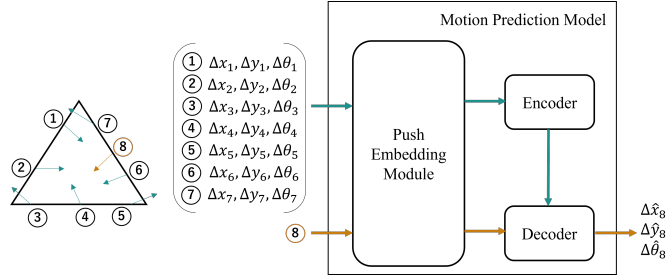 Motion Prediction Model
① Δx₁, Δy₁, Δθ₁
② Δx₂, Δy₂, Δθ₂
③ Δx₃, Δy₃, Δθ₃
④ Δx₄, Δy₄, Δθ₄
⑤ Δx₅, Δy₅, Δθ₅
⑥ Δx₆, Δy₆, Δθ₆
⑦ Δx₇, Δy₇, Δθ₇
⑧
①
⑦
⑧
②
⑥
③
④
⑤
Push
Embedding
Module
Encoder
Decoder
Δx̂₈
Δŷ₈
Δθ̂₈